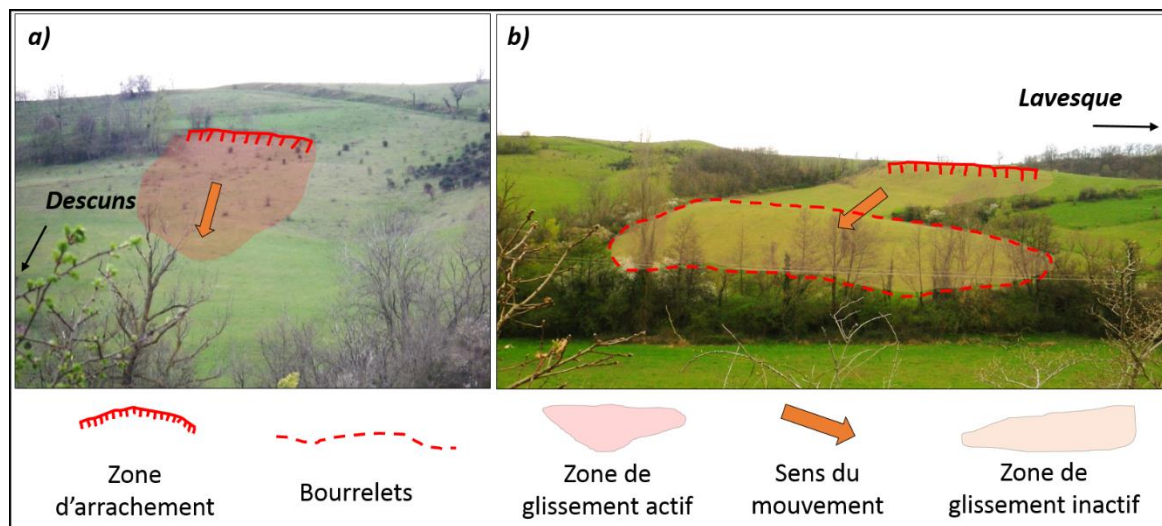 a)
Descuns
b)
Lavesque
Zone
d'arrachement
Bourrelets
Zone de
glissement actif
Sens du
mouvement
Zone de
glissement inactif